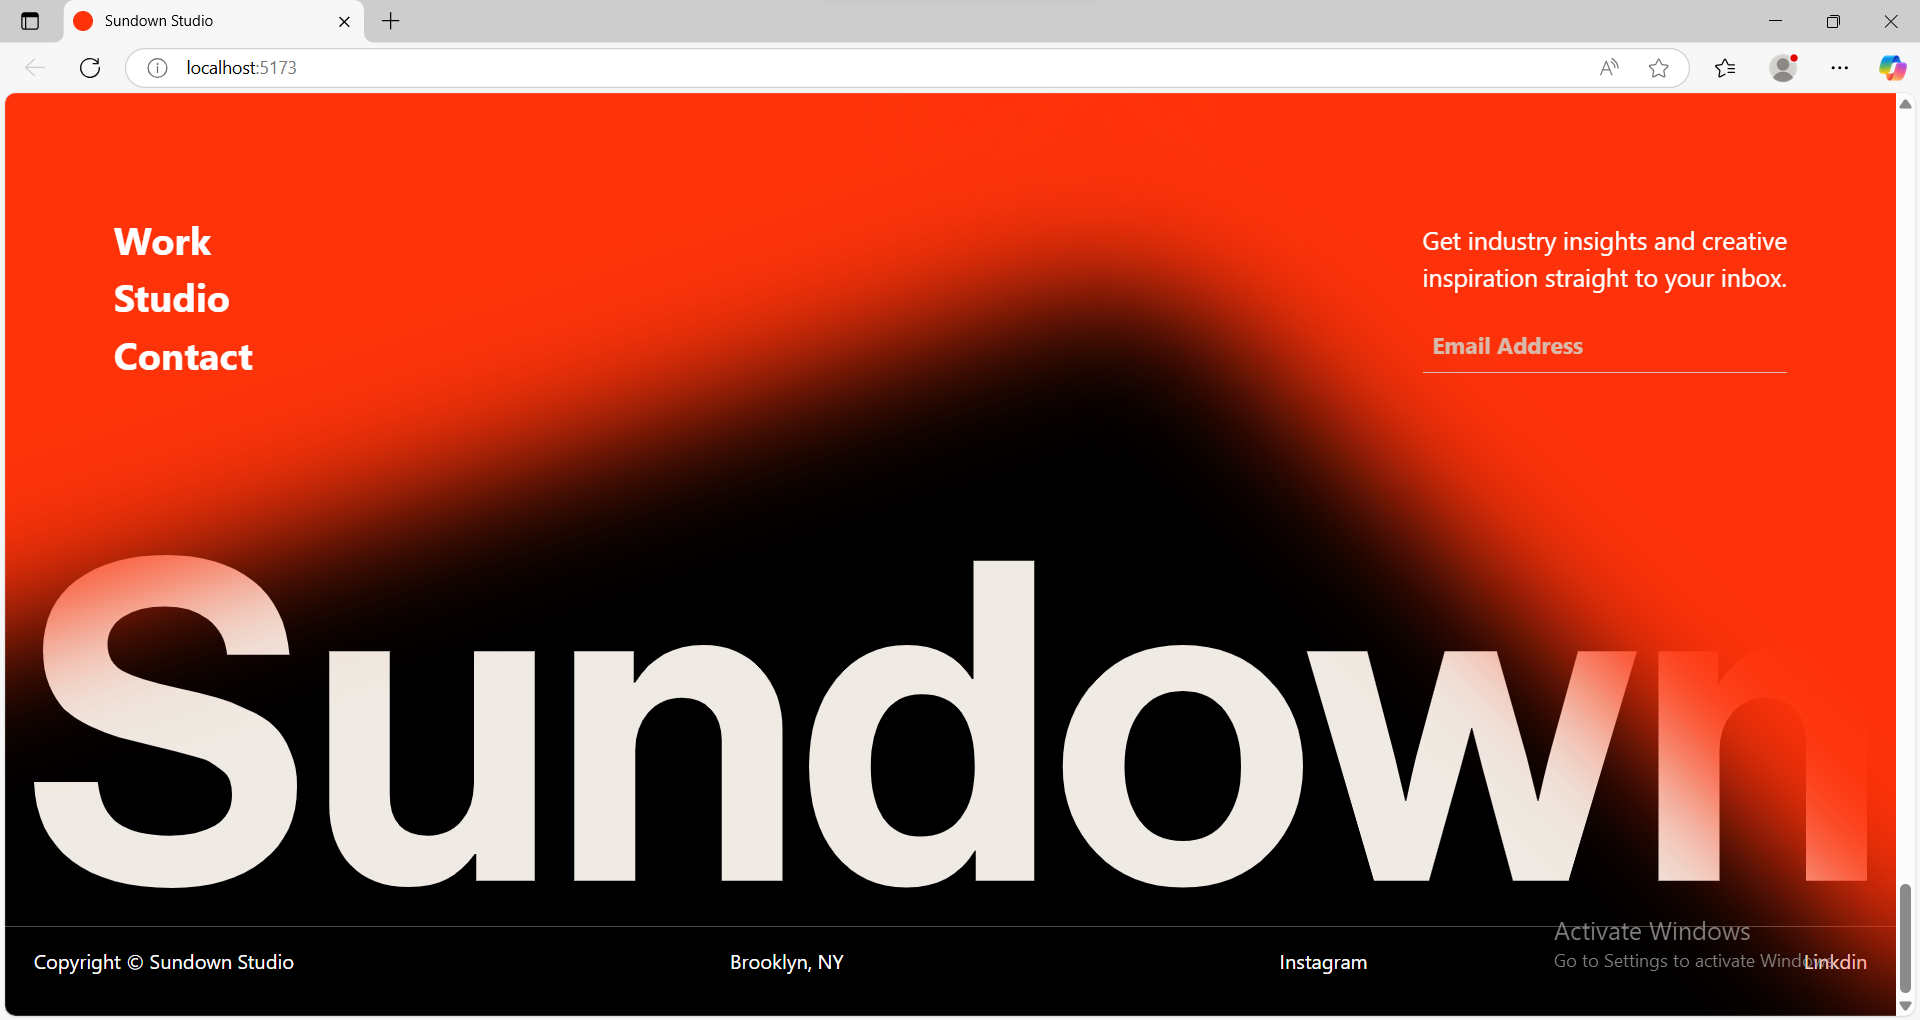 Sundown Studio
localhost:5173
Work
Studio
Contact
Get industry insights and creative
inspiration straight to your inbox.
Email Address
Sundown
Activate Windows
Go to Settings to activate Windows.
Copyright © Sundown Studio
Brooklyn, NY
Instagram
Linkdin